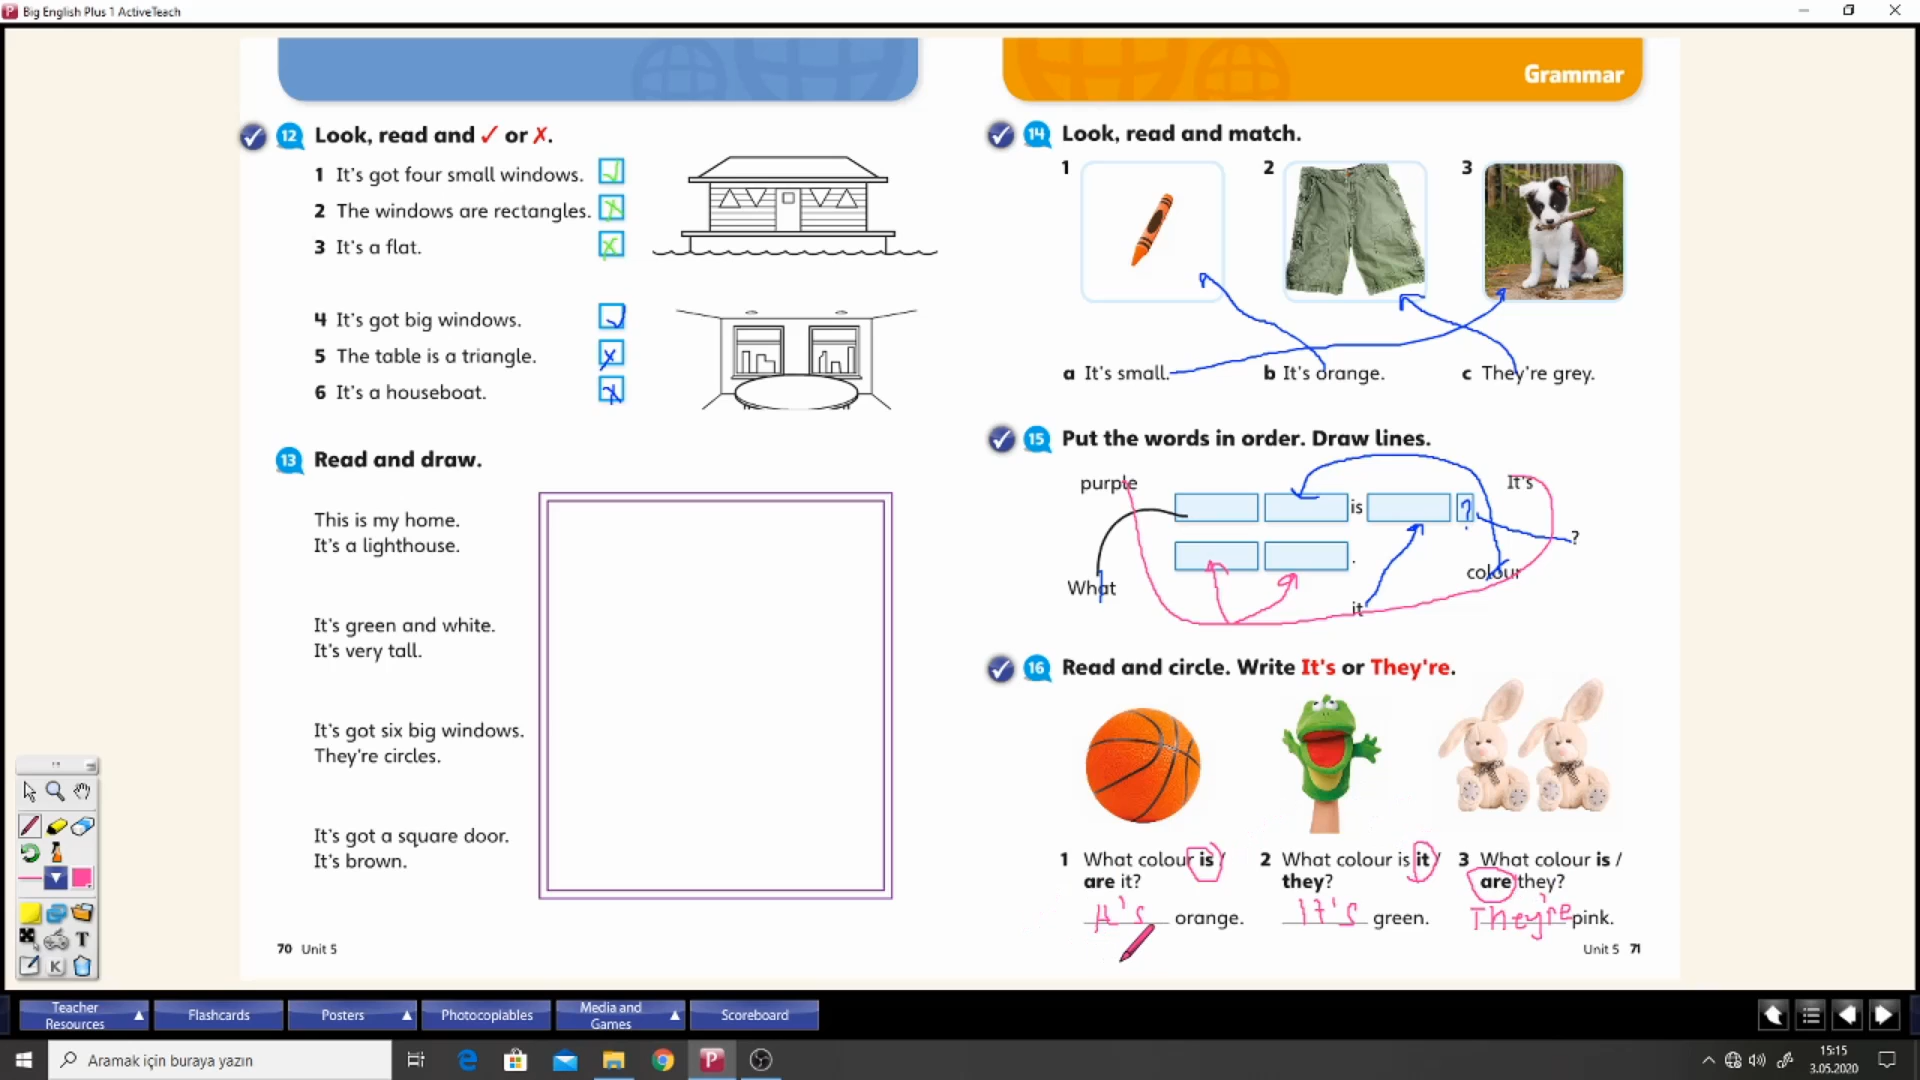 Big English Plus 1 ActiveTeach
12 Look, read and ✓ or ✗.
1 It's got four small windows. ✓
2 The windows are rectangles. x
3 It's a flat. x
4 It's got big windows. ✓
5 The table is a triangle. x
6 It's a houseboat. x
13 Read and draw.
This is my home.
It's a lighthouse.
It's green and white.
It's very tall.
It's got six big windows.
They're circles.
It's got a square door.
It's brown.
70 Unit 5
Grammar
14 Look, read and match.
1 2 3
a It's small. b It's orange. c They're grey.
15 Put the words in order. Draw lines.
purple It's
is ?
?
.
colour
What
it
16 Read and circle. Write It's or They're.
1 What colour is /
are it?
It's orange.
2 What colour is it /
they?
It's green.
3 What colour is /
are they?
They're pink.
Unit 5 71
K T
Teacher
Resources
Flashcards
Posters
Photocopiables
Media and
Games
Scoreboard
Aramak için buraya yazın
15:15
3.05.2020